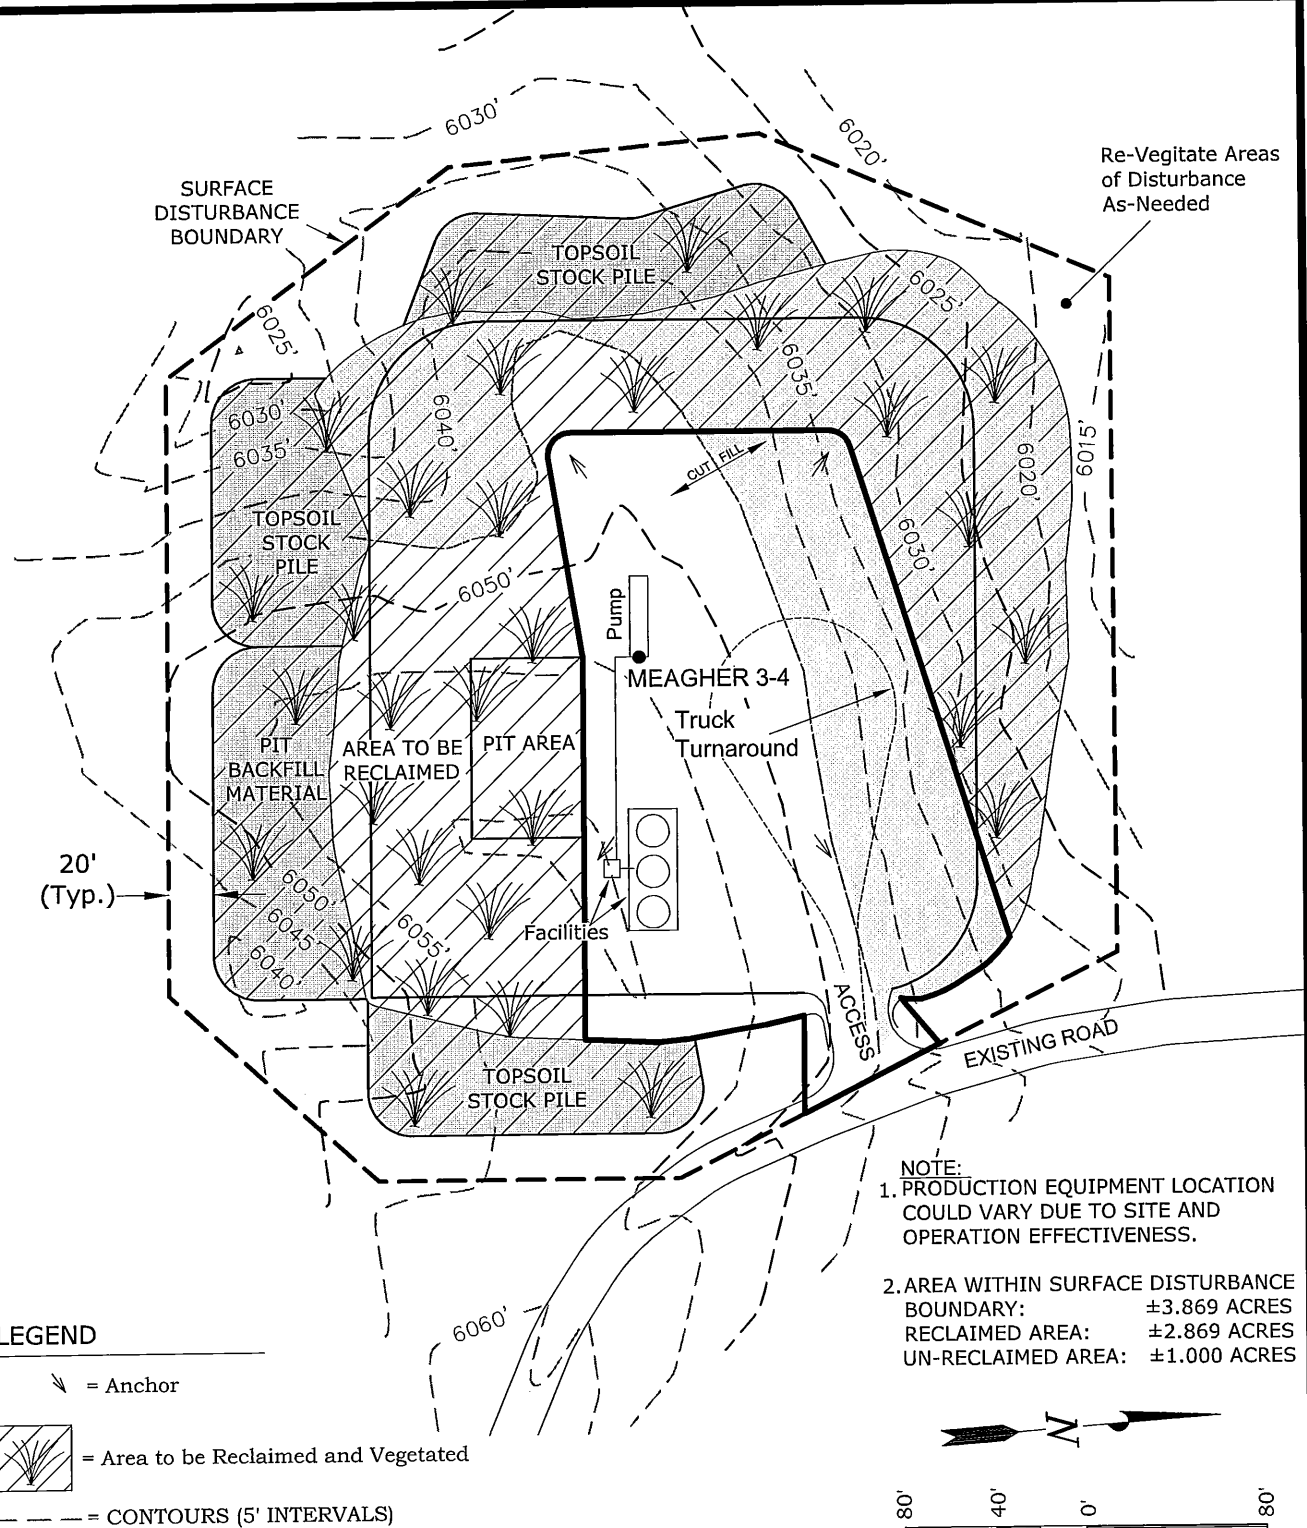 6030'
6020'
Re-Vegitate Areas
of Disturbance
As-Needed
SURFACE
DISTURBANCE
BOUNDARY
TOPSOIL
STOCK PILE
6025'
6025'
6035'
6030'
6040'
6035'
6015'
6020'
CUT
FILL
TOPSOIL
STOCK
PILE
6030'
6050'
Pump
MEAGHER 3-4
Truck
Turnaround
PIT
BACKFILL
MATERIAL
AREA TO BE
RECLAIMED
PIT AREA
20'
(Typ.)
6050'
6045'
6040'
6055'
Facilities
ACCESS
EXISTING ROAD
TOPSOIL
STOCK PILE
NOTE:
1. PRODUCTION EQUIPMENT LOCATION
COULD VARY DUE TO SITE AND
OPERATION EFFECTIVENESS.
2. AREA WITHIN SURFACE DISTURBANCE
BOUNDARY: ±3.869 ACRES
RECLAIMED AREA: ±2.869 ACRES
UN-RECLAIMED AREA: ±1.000 ACRES
6060'
LEGEND
= Anchor
= Area to be Reclaimed and Vegetated
= CONTOURS (5' INTERVALS)
N
80' 40' 0' 80'